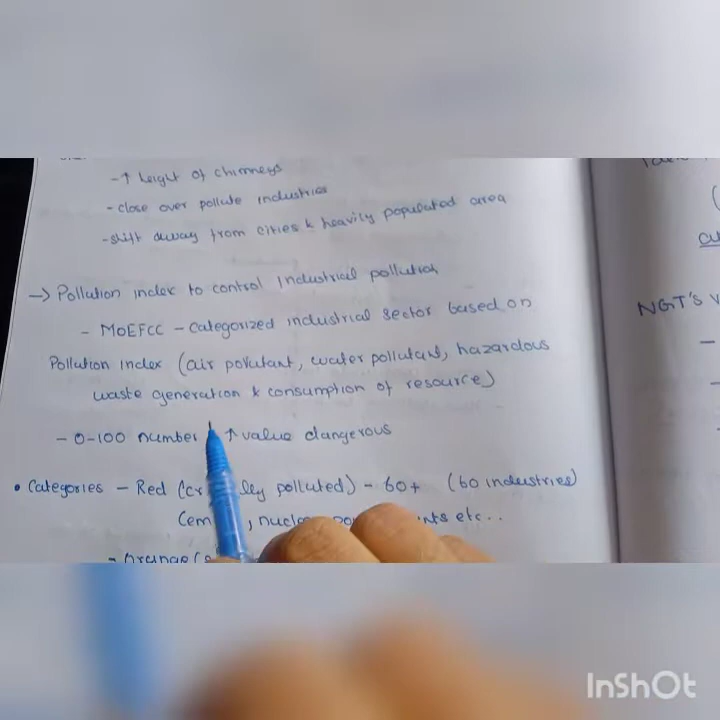 -↑ height of chimneys
- close over pollute industries
- shift away from cities & heavily populated area
→ Pollution index to control Industrial pollution
- MoEFCC - Categorized industrial sector based on
Pollution Index (air pollutant, water pollutant, hazardous
waste generation & consumption of resource)
- 0-100 number ↑ value dangerous
• Categories - Red ( polluted) - 60+ (60 industries)
etc..
- Orange
NGT's
InShOt